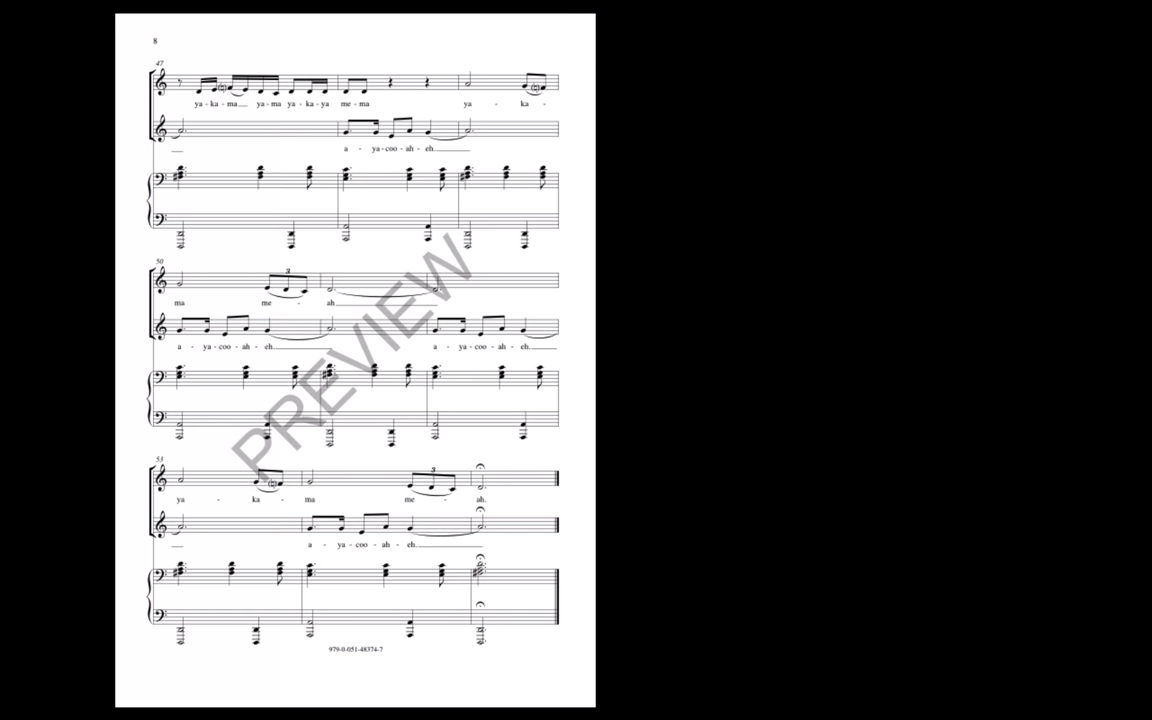 8
47
ya - ka - ma ya - ma ya - ka - ya me - ma ya - ka -
a - ya - coo - ah - eh
50
3
ma me - ah
a - ya - coo - ah - eh a - ya - coo - ah - eh
53
3
ya - ka - ma me - ah.
a - ya - coo - ah - eh
PREVIEW
979-0-051-48374-7